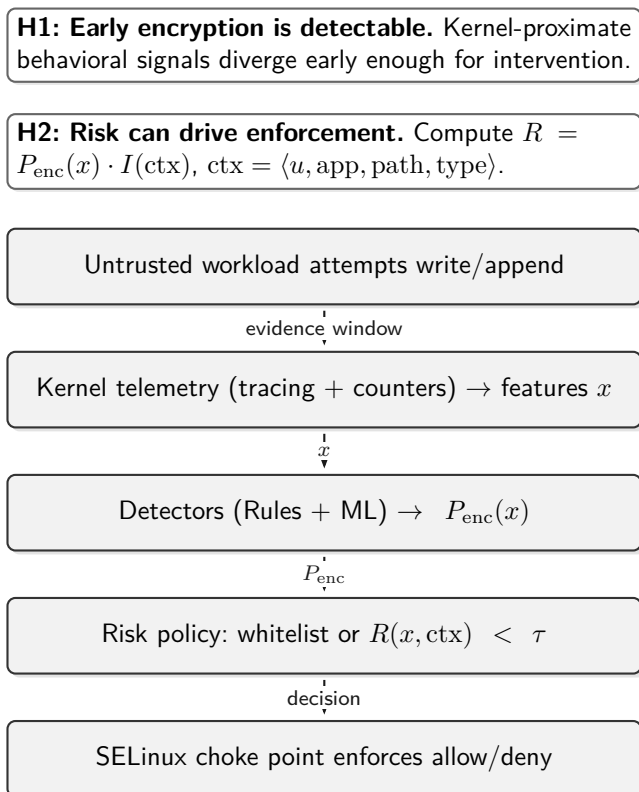 H1: Early encryption is detectable. Kernel-proximate
behavioral signals diverge early enough for intervention.
H2: Risk can drive enforcement. Compute R =
P_enc(x) · I(ctx), ctx = ⟨u, app, path, type⟩.
Untrusted workload attempts write/append
evidence window
Kernel telemetry (tracing + counters) → features x
x
Detectors (Rules + ML) → P_enc(x)
P_enc
Risk policy: whitelist or R(x, ctx) < τ
decision
SELinux choke point enforces allow/deny